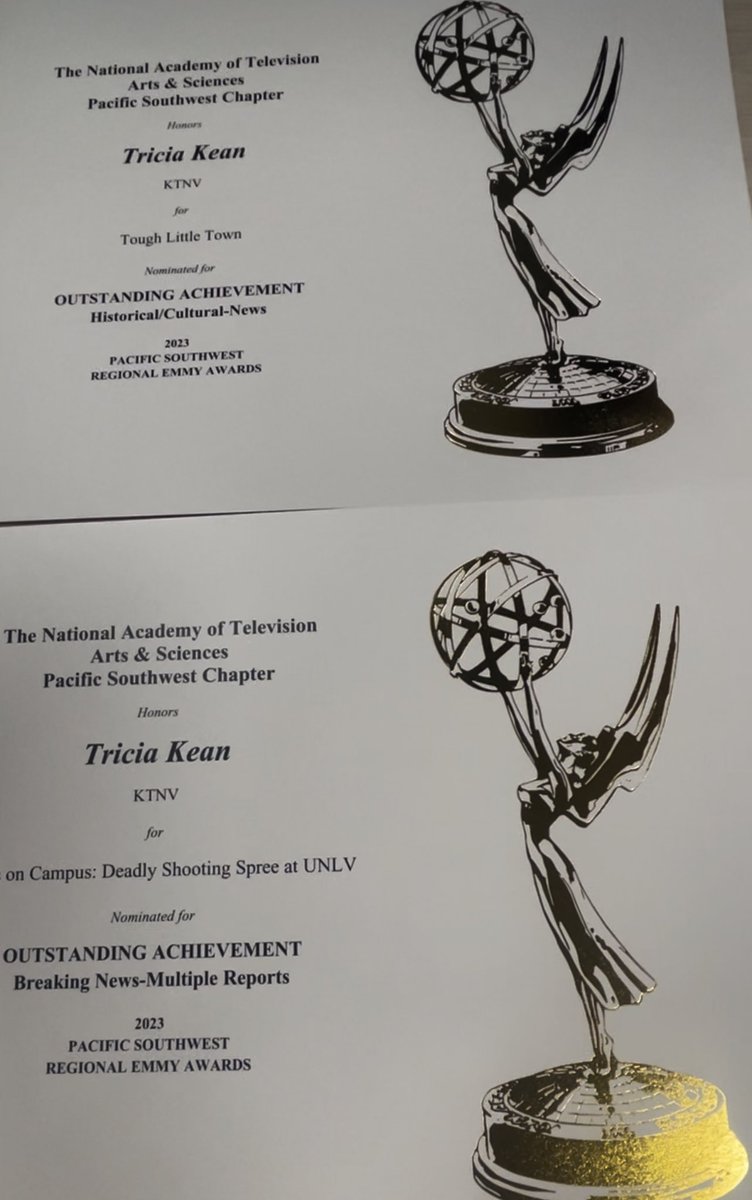 The National Academy of Television
Arts & Sciences
Pacific Southwest Chapter
Honors
Tricia Kean
KTNV
for
Tough Little Town
Nominated for
OUTSTANDING ACHIEVEMENT
Historical/Cultural-News
2023
PACIFIC SOUTHWEST
REGIONAL EMMY AWARDS
The National Academy of Television
Arts & Sciences
Pacific Southwest Chapter
Honors
Tricia Kean
KTNV
for
on Campus: Deadly Shooting Spree at UNLV
Nominated for
OUTSTANDING ACHIEVEMENT
Breaking News-Multiple Reports
2023
PACIFIC SOUTHWEST
REGIONAL EMMY AWARDS